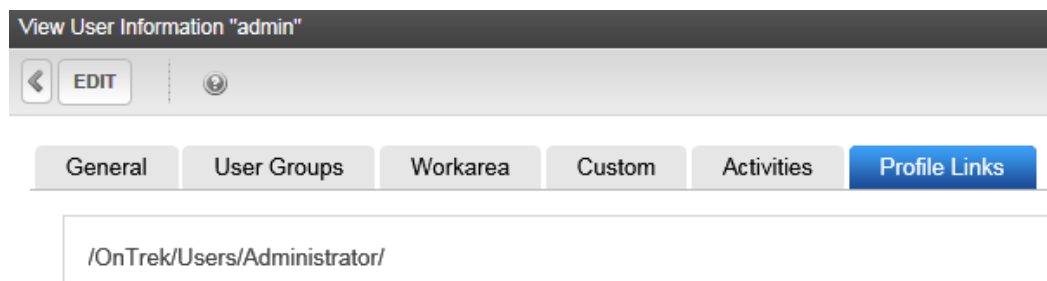 View User Information "admin"
EDIT
General User Groups Workarea Custom Activities Profile Links
/OnTrek/Users/Administrator/